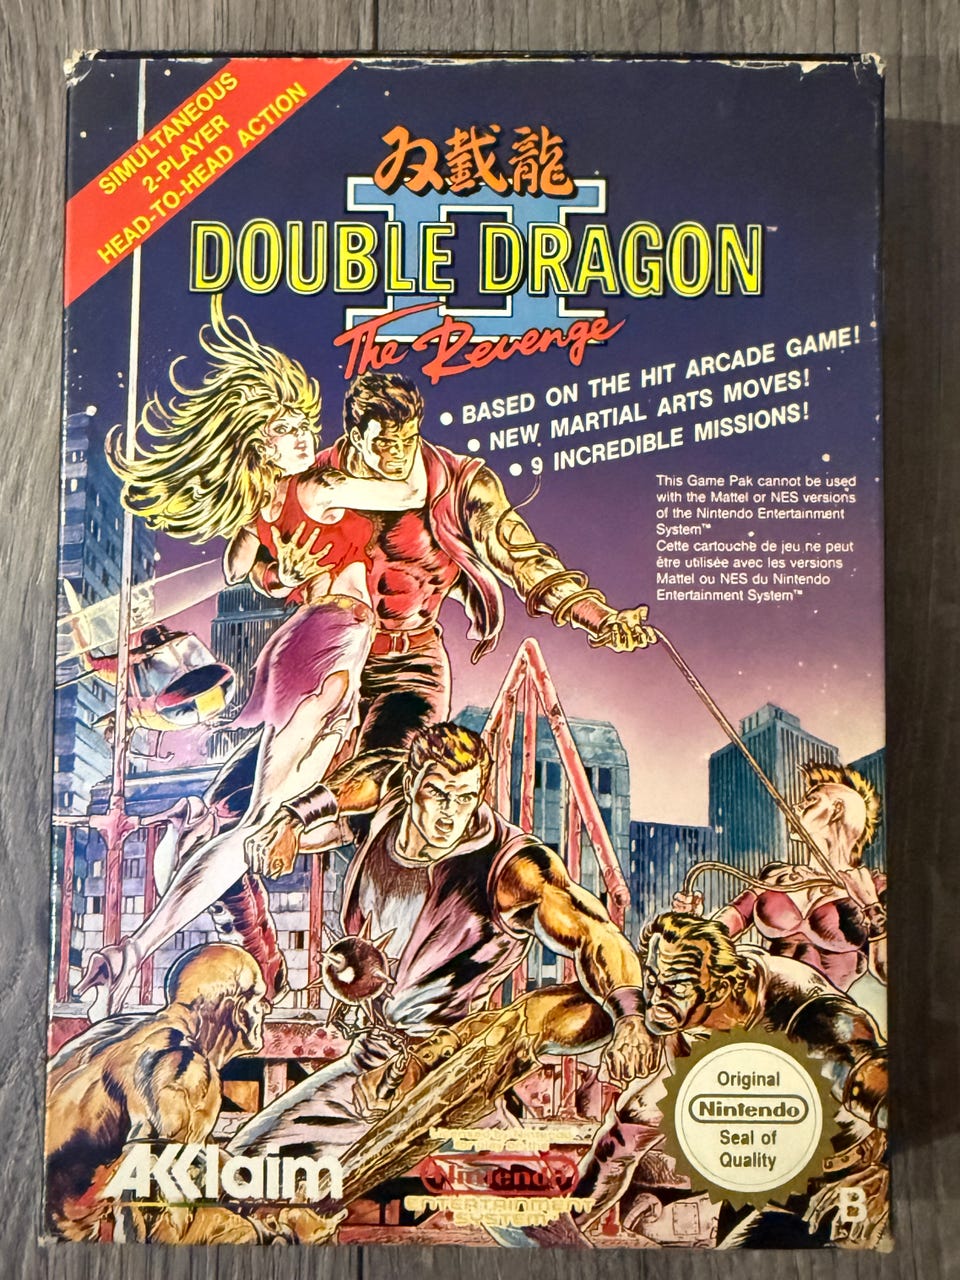 SIMULTANEOUS
2-PLAYER
HEAD-TO-HEAD ACTION
双截龍
II
DOUBLE DRAGON™
The Revenge
• BASED ON THE HIT ARCADE GAME!
• NEW MARTIAL ARTS MOVES!
• 9 INCREDIBLE MISSIONS!
This Game Pak cannot be used
with the Mattel or NES versions
of the Nintendo Entertainment
System™
Cette cartouche de jeu ne peut
être utilisée avec les versions
Mattel ou NES du Nintendo
Entertainment System™
Original
Nintendo
Seal of
Quality
AKKlaim
Nintendo
ENTERTAINMENT
SYSTEM
B